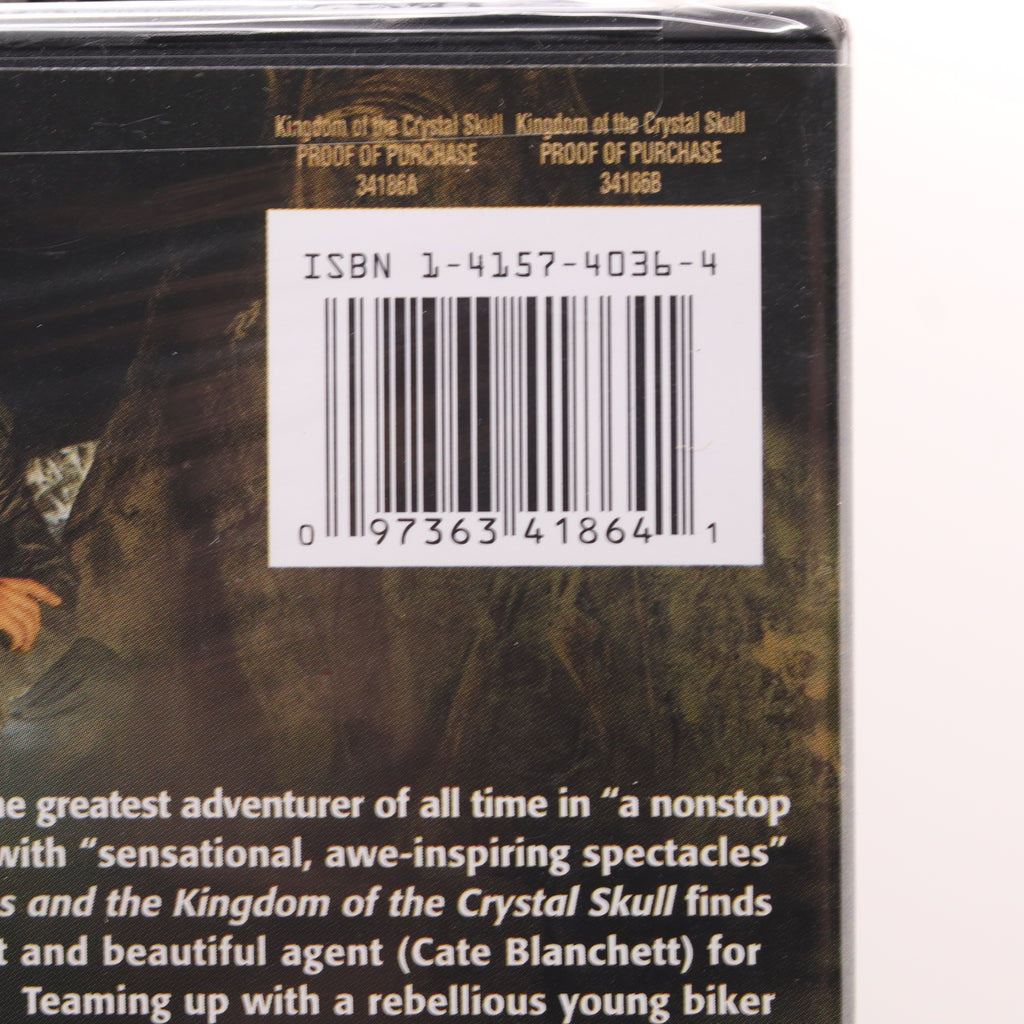 Kingdom of the Crystal Skull Kingdom of the Crystal Skull
PROOF OF PURCHASE PROOF OF PURCHASE
34186A 34186B
ISBN 1-4157-4036-4
0 97363 41864 1
greatest adventurer of all time in “a nonstop
with “sensational, awe-inspiring spectacles”
and the Kingdom of the Crystal Skull finds
and beautiful agent (Cate Blanchett) for
Teaming up with a rebellious young biker